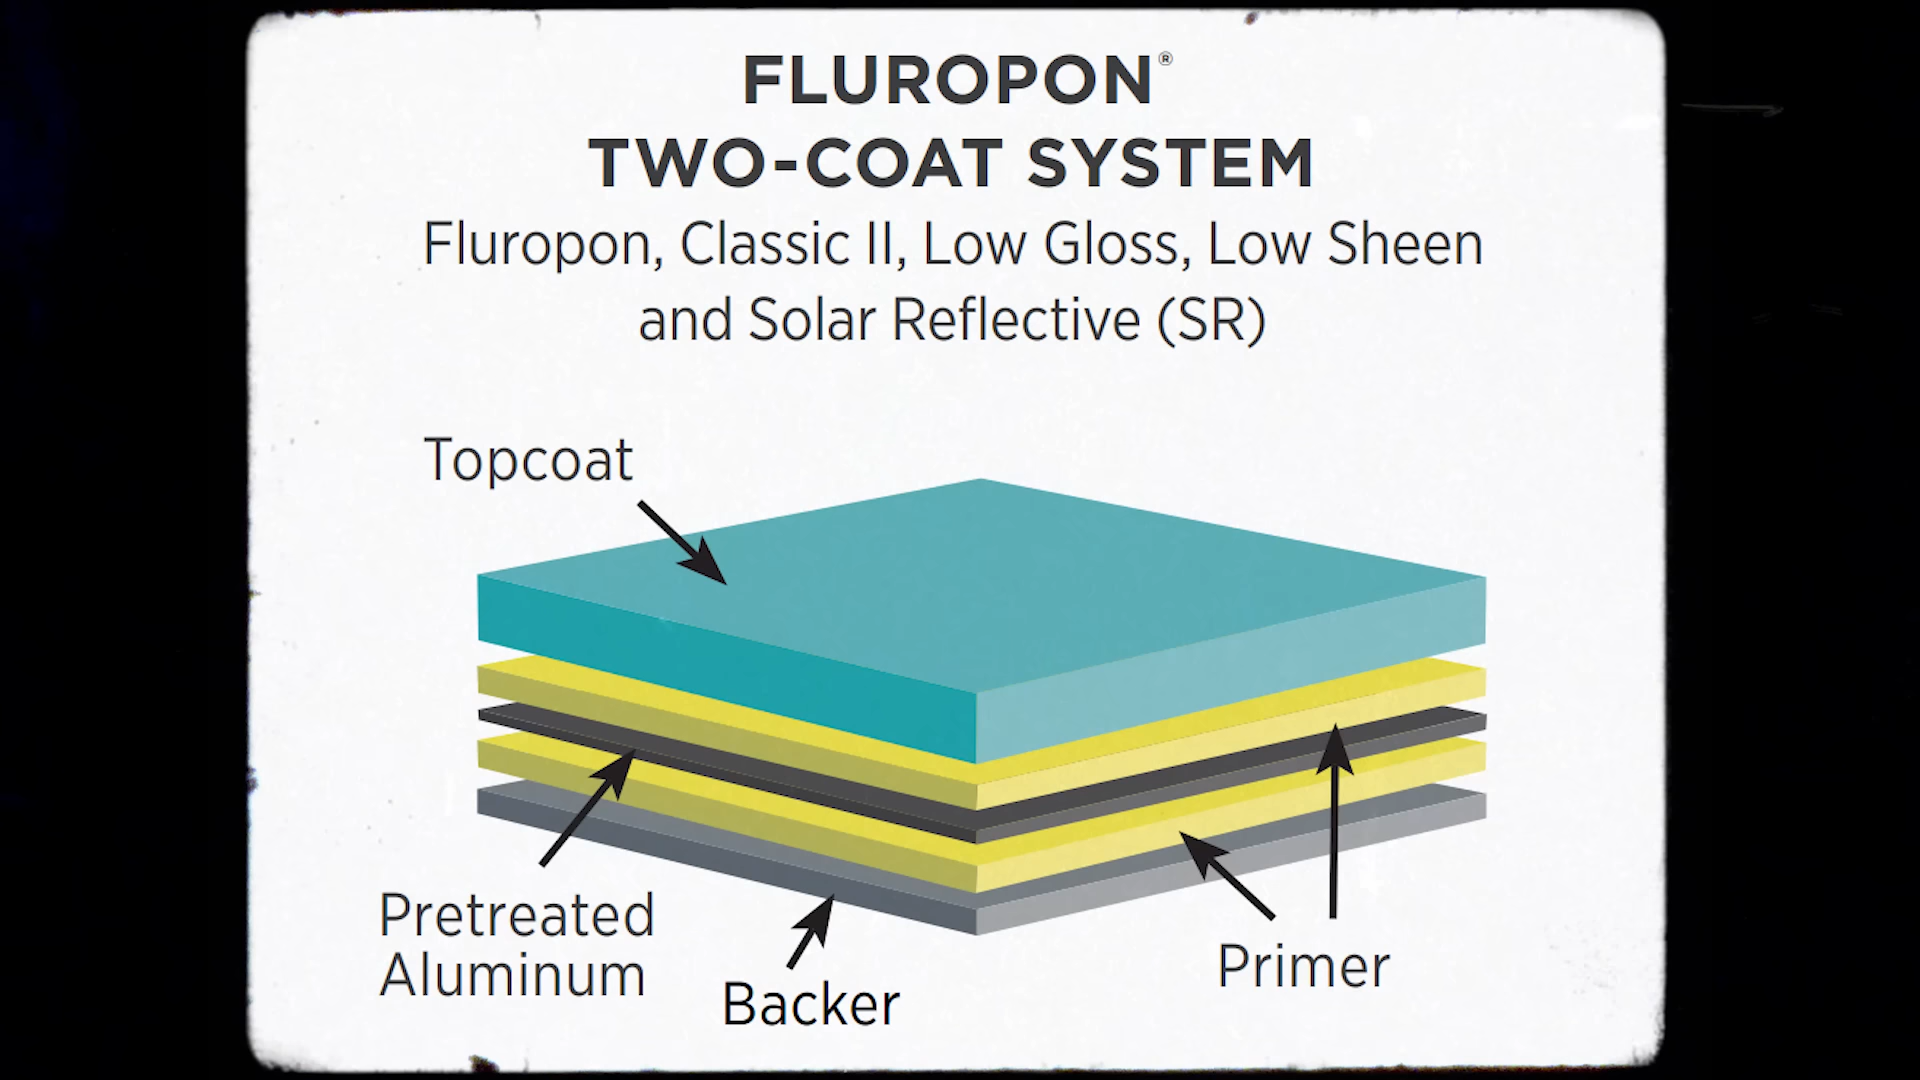 FLUROPON®
TWO-COAT SYSTEM
Fluropon, Classic II, Low Gloss, Low Sheen
and Solar Reflective (SR)
Topcoat
Pretreated
Aluminum
Backer
Primer